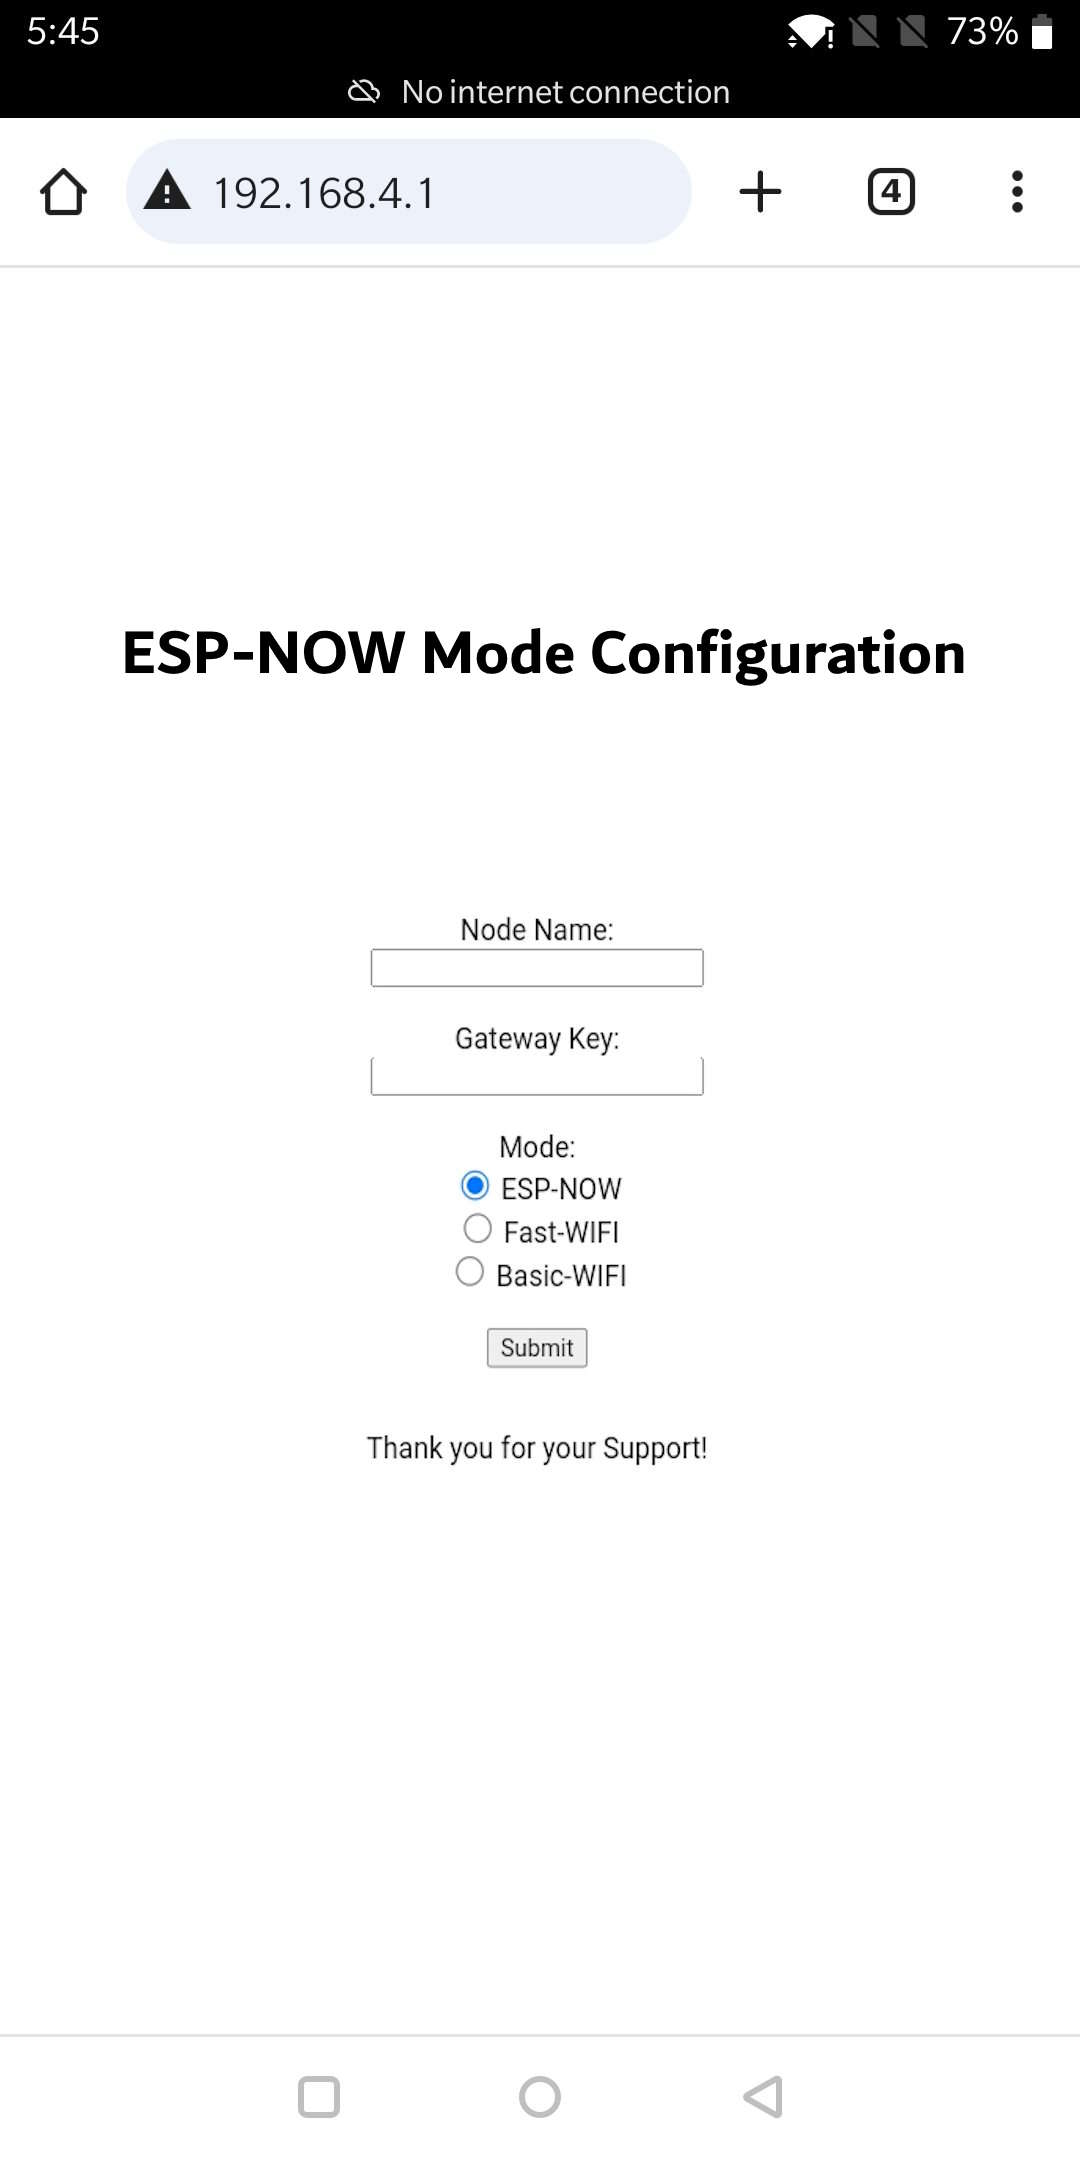 5:45
73%
No internet connection
192.168.4.1
4
ESP-NOW Mode Configuration
Node Name:
Gateway Key:
Mode:
ESP-NOW
Fast-WIFI
Basic-WIFI
Submit
Thank you for your Support!